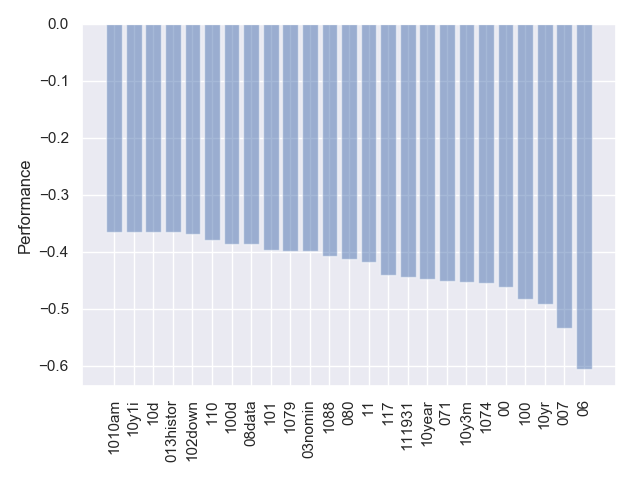 0.0
−0.1
−0.2
−0.3
−0.4
−0.5
−0.6
Performance
1010am
10y1i
10d
013histor
102down
110
100d
08data
101
1079
03nomin
1088
080
11
117
111931
10year
071
10y3m
1074
00
100
10yr
007
06